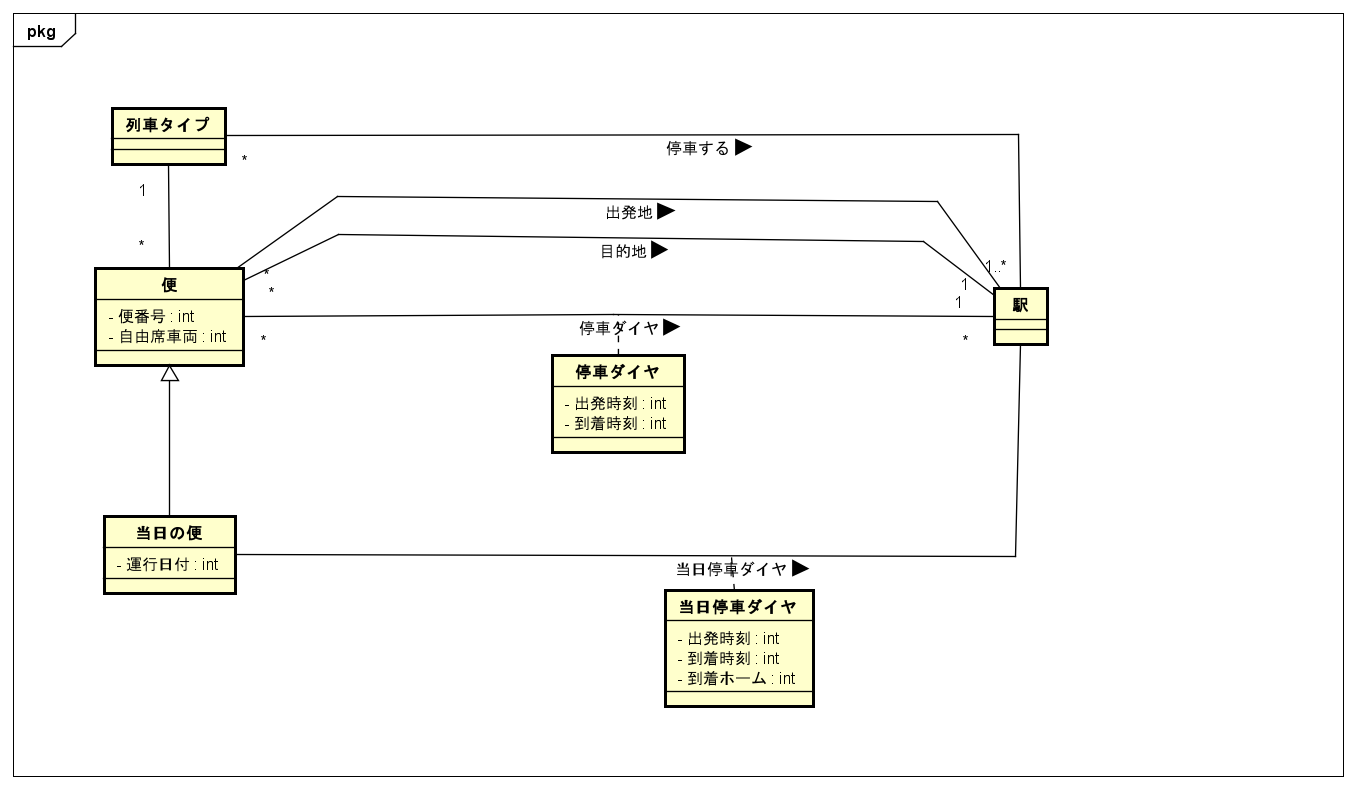 pkg
列車タイプ
停車する
*
1
出発地
*
目的地
*
1..*
便
*
1
- 便番号 : int
- 自由席車両 : int
1
駅
停車ダイヤ
*
*
停車ダイヤ
- 出発時刻 : int
- 到着時刻 : int
当日の便
- 運行日付 : int
当日停車ダイヤ
当日停車ダイヤ
- 出発時刻 : int
- 到着時刻 : int
- 到着ホーム : int